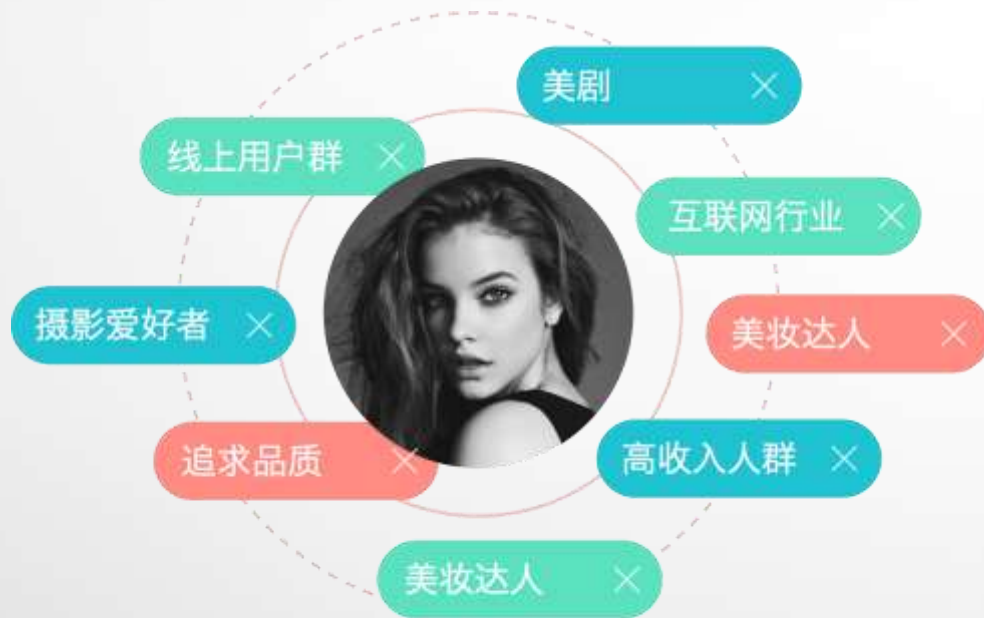 美剧
线上用户群
互联网行业
摄影爱好者
美妆达人
追求品质
高收入人群
美妆达人